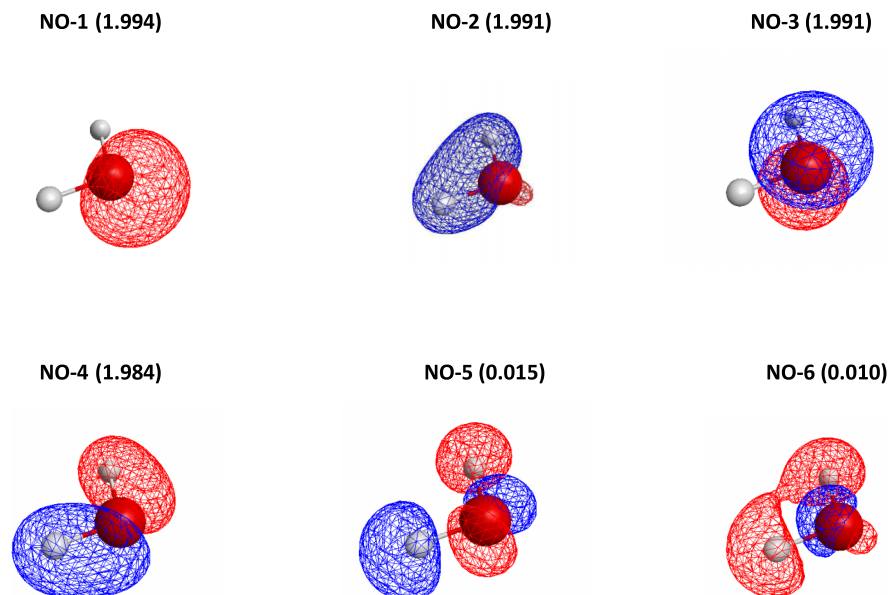 NO-1 (1.994)
NO-2 (1.991)
NO-3 (1.991)
NO-4 (1.984)
NO-5 (0.015)
NO-6 (0.010)